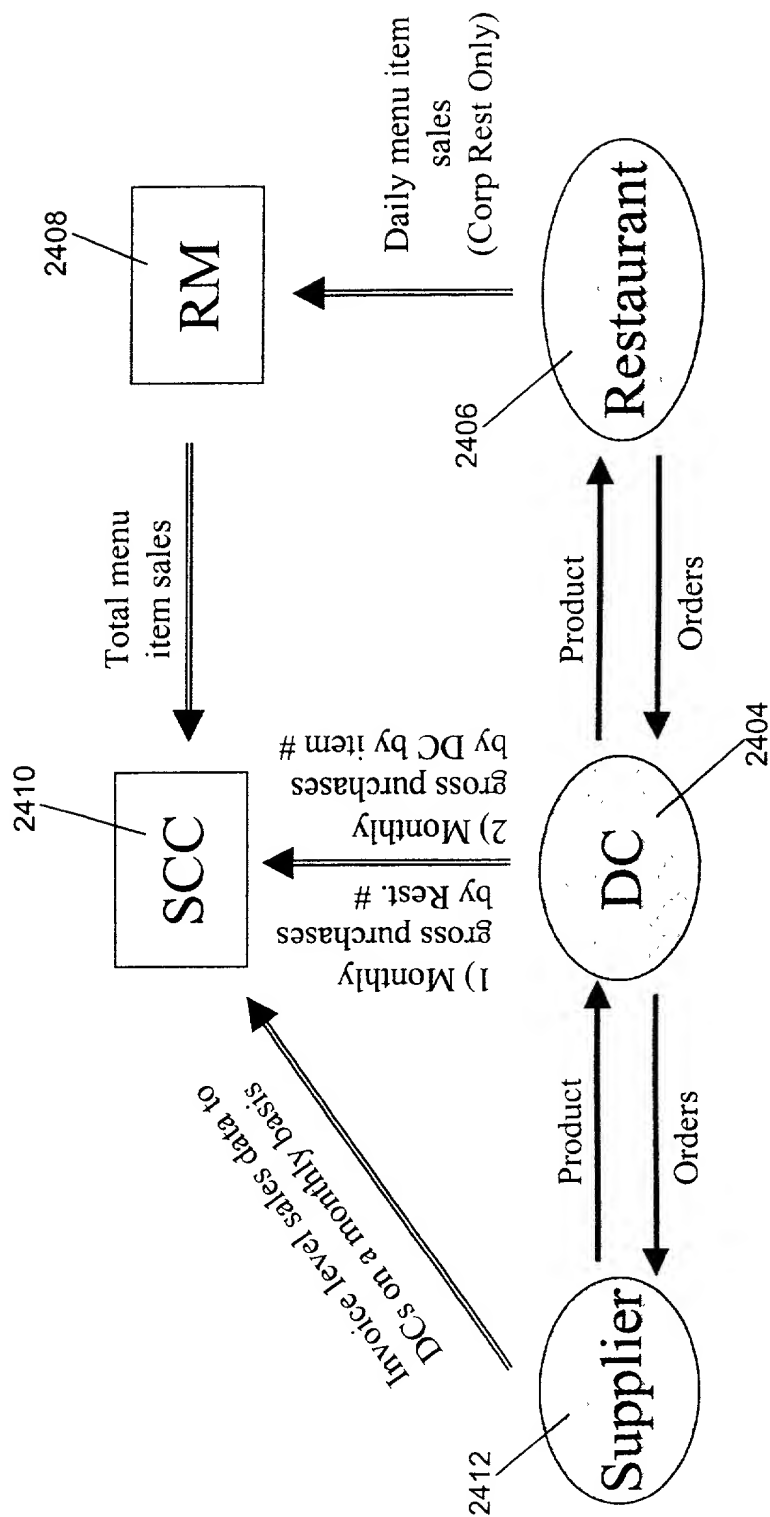 2410
SCC
Total menu
item sales
2408
RM
Invoice level sales data to
DCs on a monthly basis
1) Monthly
gross purchases
by Rest. #
2) Monthly
gross purchases
by DC by item #
Daily menu item
sales
(Corp Rest Only)
2412
Supplier
Product
Orders
DC
2404
Product
Orders
2406
Restaurant